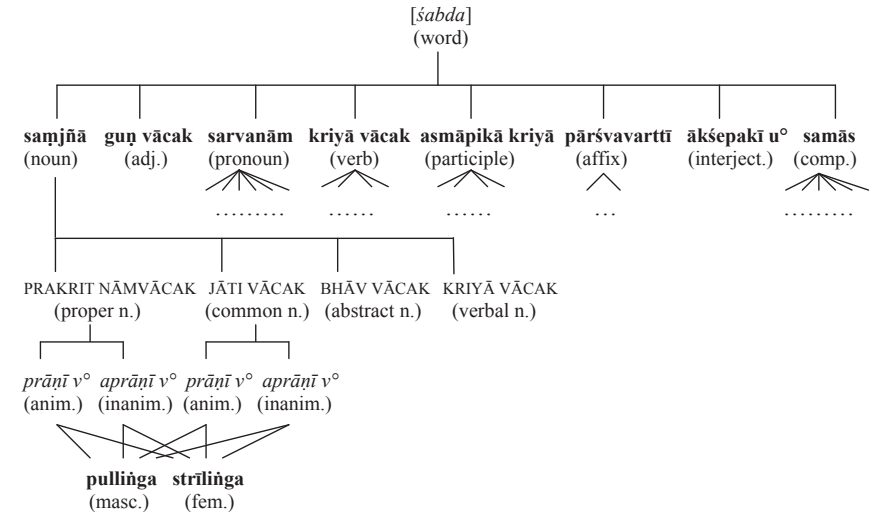 [śabda]
(word)
saṃjñā guṇ vācak sarvanām kriyā vācak asmāpikā kriyā pārśvavarttī ākśepakī u° samās
(noun) (adj.) (pronoun) (verb) (participle) (affix) (interject.) (comp.)
......... ...... ...... ... .........
PRAKRIT NĀMVĀCAK JĀTI VĀCAK BHĀV VĀCAK KRIYĀ VĀCAK
(proper n.) (common n.) (abstract n.) (verbal n.)
prāṇī v° aprāṇī v° prāṇī v° aprāṇī v°
(anim.) (inanim.) (anim.) (inanim.)
pulliṅga strīliṅga
(masc.) (fem.)